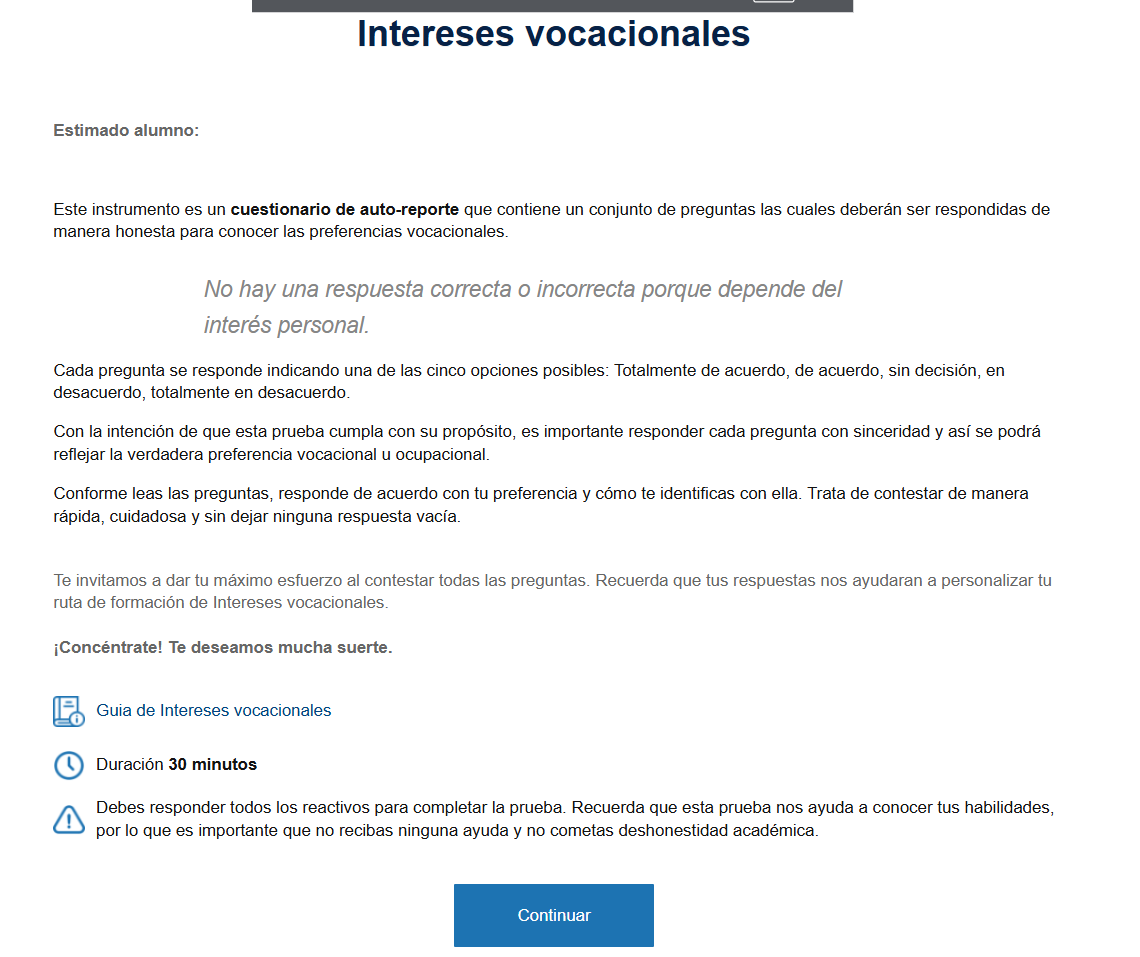 Intereses vocacionales
Estimado alumno:
Este instrumento es un cuestionario de auto-reporte que contiene un conjunto de preguntas las cuales deberán ser respondidas de
manera honesta para conocer las preferencias vocacionales.
No hay una respuesta correcta o incorrecta porque depende del
interés personal.
Cada pregunta se responde indicando una de las cinco opciones posibles: Totalmente de acuerdo, de acuerdo, sin decisión, en
desacuerdo, totalmente en desacuerdo.
Con la intención de que esta prueba cumpla con su propósito, es importante responder cada pregunta con sinceridad y así se podrá
reflejar la verdadera preferencia vocacional u ocupacional.
Conforme leas las preguntas, responde de acuerdo con tu preferencia y cómo te identificas con ella. Trata de contestar de manera
rápida, cuidadosa y sin dejar ninguna respuesta vacía.
Te invitamos a dar tu máximo esfuerzo al contestar todas las preguntas. Recuerda que tus respuestas nos ayudaran a personalizar tu
ruta de formación de Intereses vocacionales.
¡Concéntrate! Te deseamos mucha suerte.
Guia de Intereses vocacionales
Duración 30 minutos
Debes responder todos los reactivos para completar la prueba. Recuerda que esta prueba nos ayuda a conocer tus habilidades,
por lo que es importante que no recibas ninguna ayuda y no cometas deshonestidad académica.
Continuar